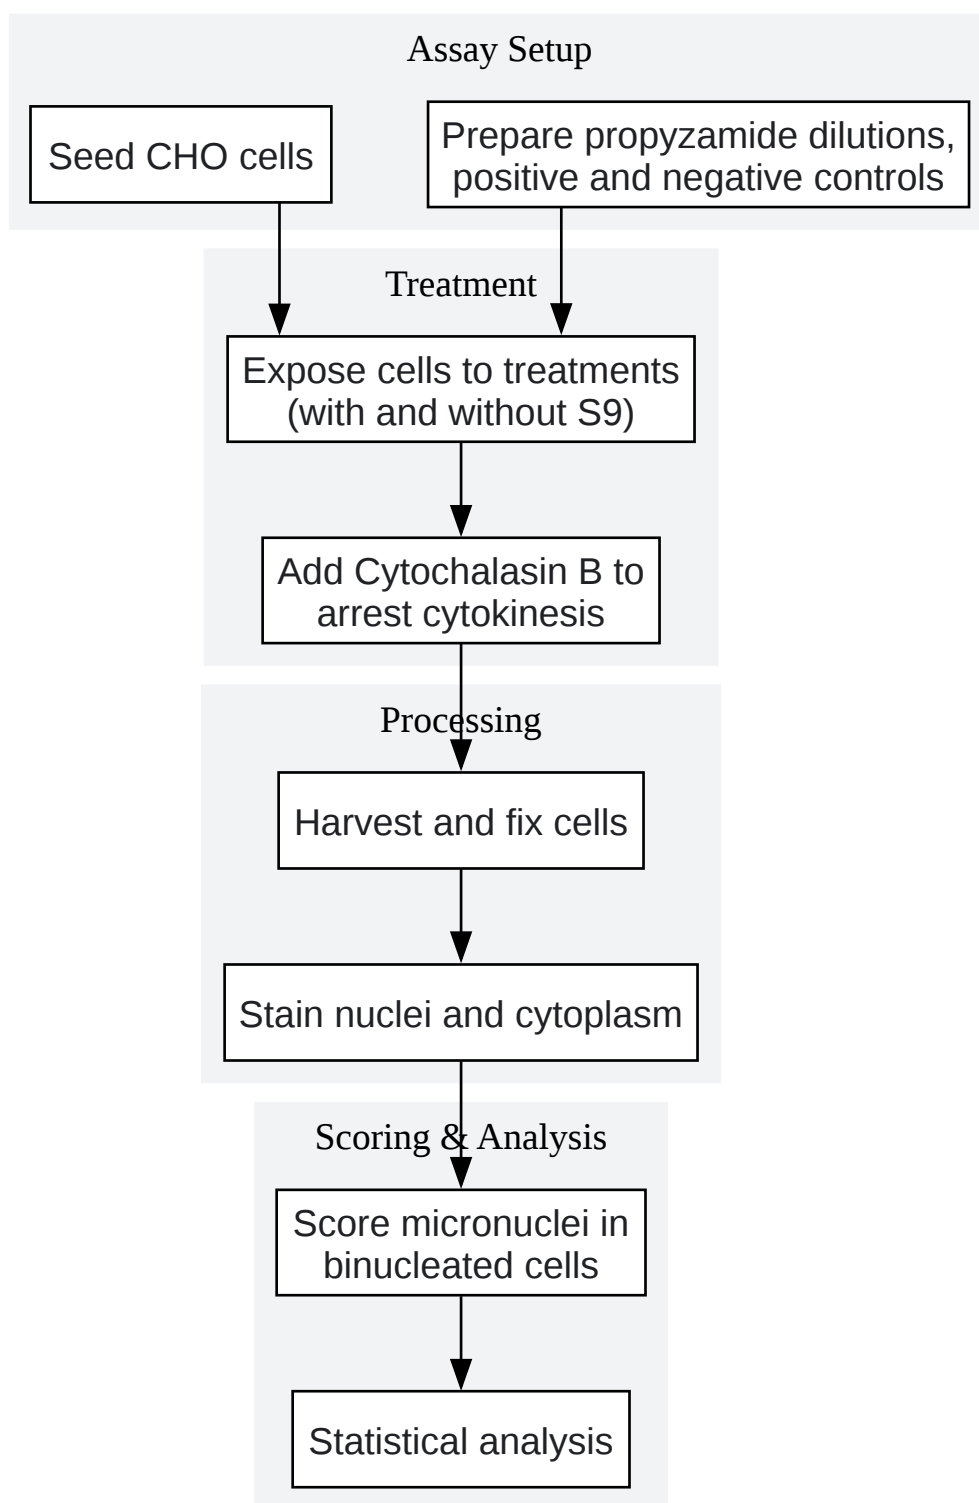 Assay Setup
Seed CHO cells
Prepare propyzamide dilutions,
positive and negative controls
Treatment
Expose cells to treatments
(with and without S9)
Add Cytochalasin B to
arrest cytokinesis
Processing
Harvest and fix cells
Stain nuclei and cytoplasm
Scoring & Analysis
Score micronuclei in
binucleated cells
Statistical analysis